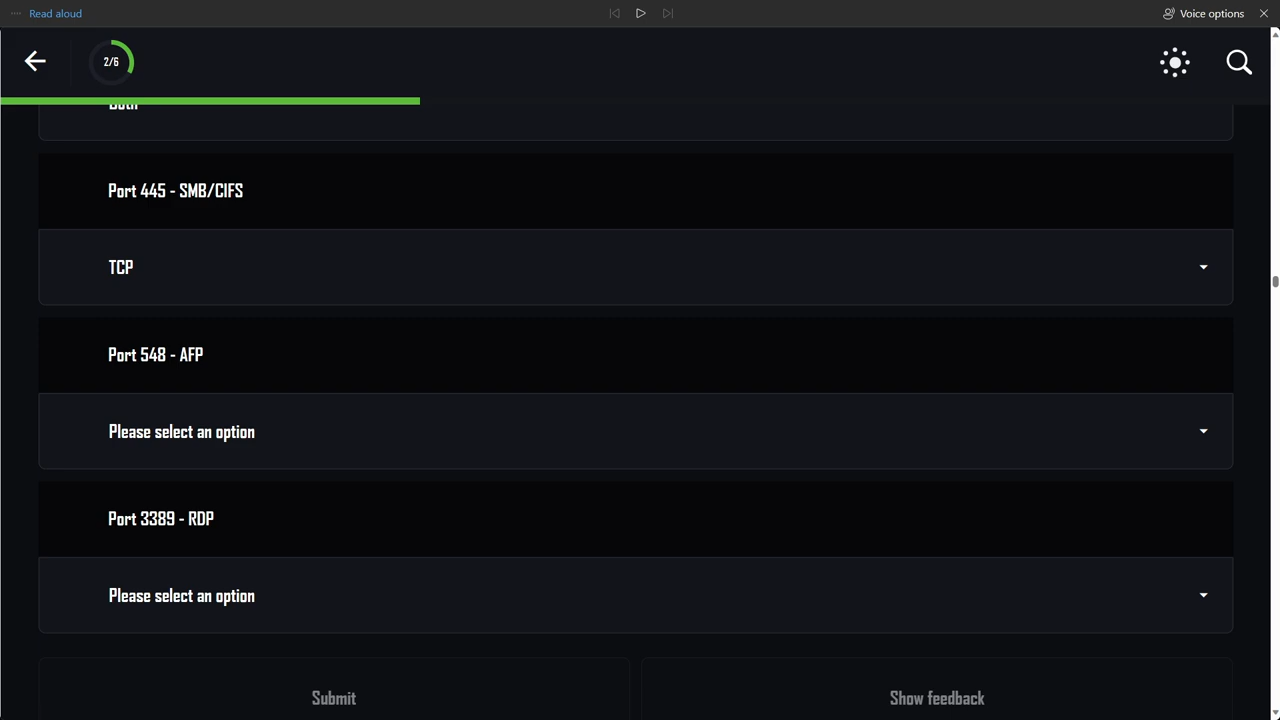 Read aloud
Voice options
2/6
Both
Port 445 - SMB/CIFS
TCP
Port 548 - AFP
Please select an option
Port 3389 - RDP
Please select an option
Submit
Show feedback